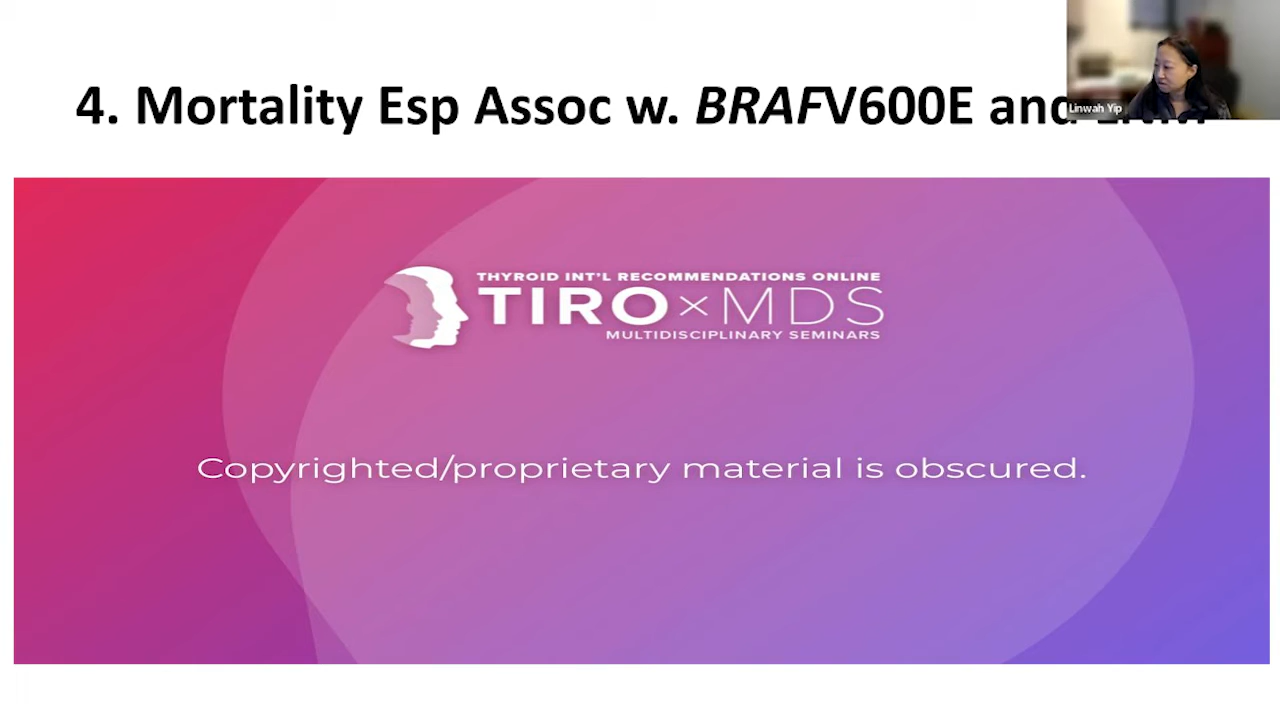 4. Mortality Esp Assoc w. BRAFV600E and
Linwah Yip
THYROID INT'L RECOMMENDATIONS ONLINE
TIRO×MDS
MULTIDISCIPLINARY SEMINARS
Copyrighted/proprietary material is obscured.